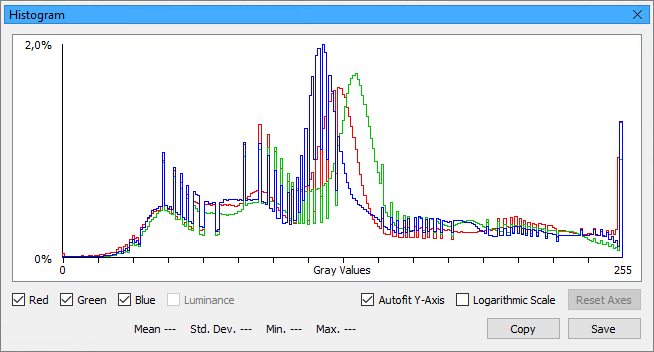 Histogram
2,0%
0%
0 Gray Values 255
Red Green Blue Luminance Autofit Y-Axis Logarithmic Scale Reset Axes
Mean --- Std. Dev. --- Min. --- Max. --- Copy Save